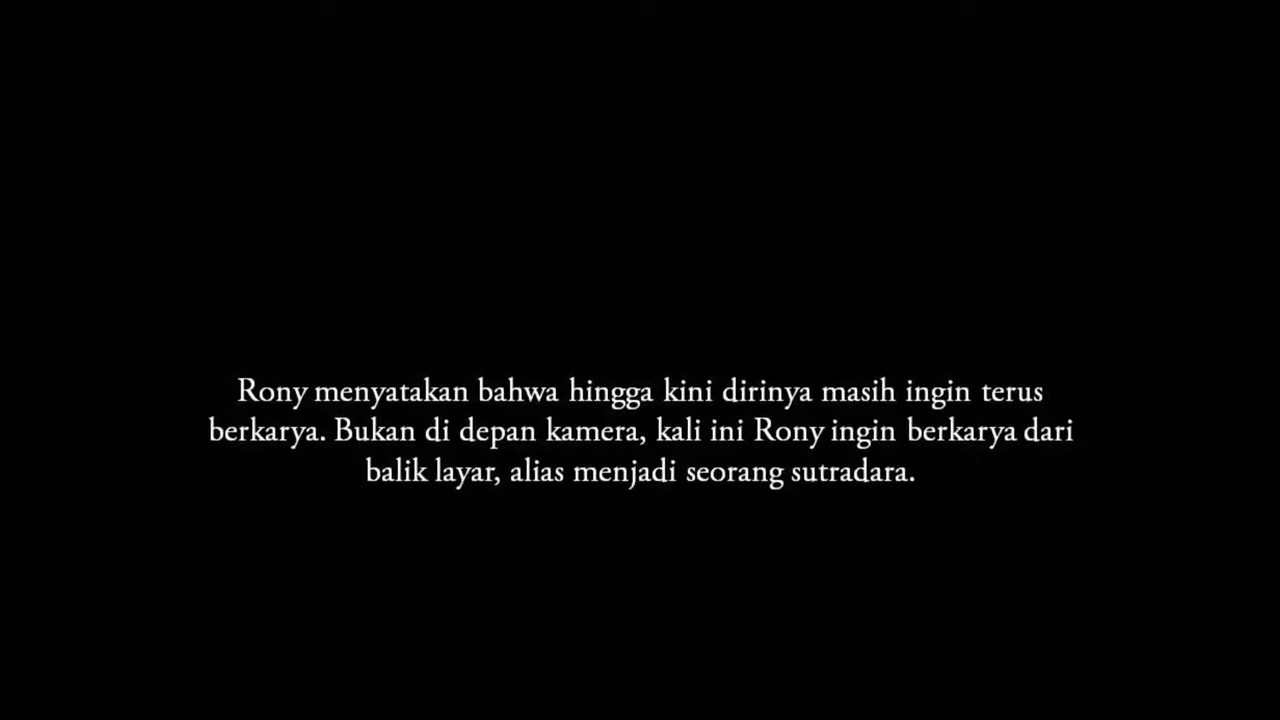 Rony menyatakan bahwa hingga kini dirinya masih ingin terus
berkarya. Bukan di depan kamera, kali ini Rony ingin berkarya dari
balik layar, alias menjadi seorang sutradara.